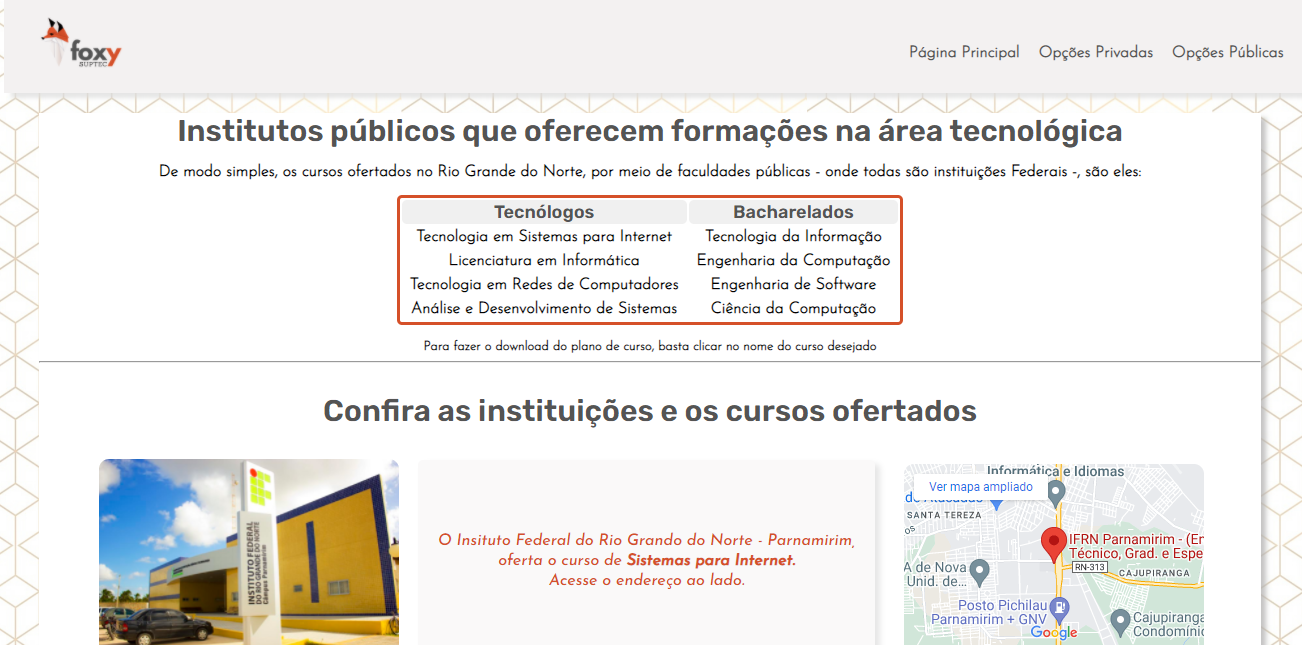 foxy
SUPTEC
Página Principal Opções Privadas Opções Públicas
Institutos públicos que oferecem formações na área tecnológica
De modo simples, os cursos ofertados no Rio Grande do Norte, por meio de faculdades públicas - onde todas são instituições Federais -, são eles:
Tecnólogos Bacharelados
Tecnologia em Sistemas para Internet Tecnologia da Informação
Licenciatura em Informática Engenharia da Computação
Tecnologia em Redes de Computadores Engenharia de Software
Análise e Desenvolvimento de Sistemas Ciência da Computação
Para fazer o download do plano de curso, basta clicar no nome do curso desejado
Confira as instituições e os cursos ofertados
INSTITUTO FEDERAL
DO RIO GRANDE DO NORTE
Câmpus Parnamirim
O Insituto Federal do Rio Grando do Norte - Parnamirim,
oferta o curso de Sistemas para Internet.
Acesse o endereço ao lado.
Informática e Idiomas
Ver mapa ampliado
SANTA TEREZA
IFRN Parnamirim - (En
Técnico, Grad. e Espe
RN-313
CAJUPIRANGA
A de Nova
Unid. de...
Posto Pichilau
Parnamirim + GNV
Google
Cajupiranga
Condomínio